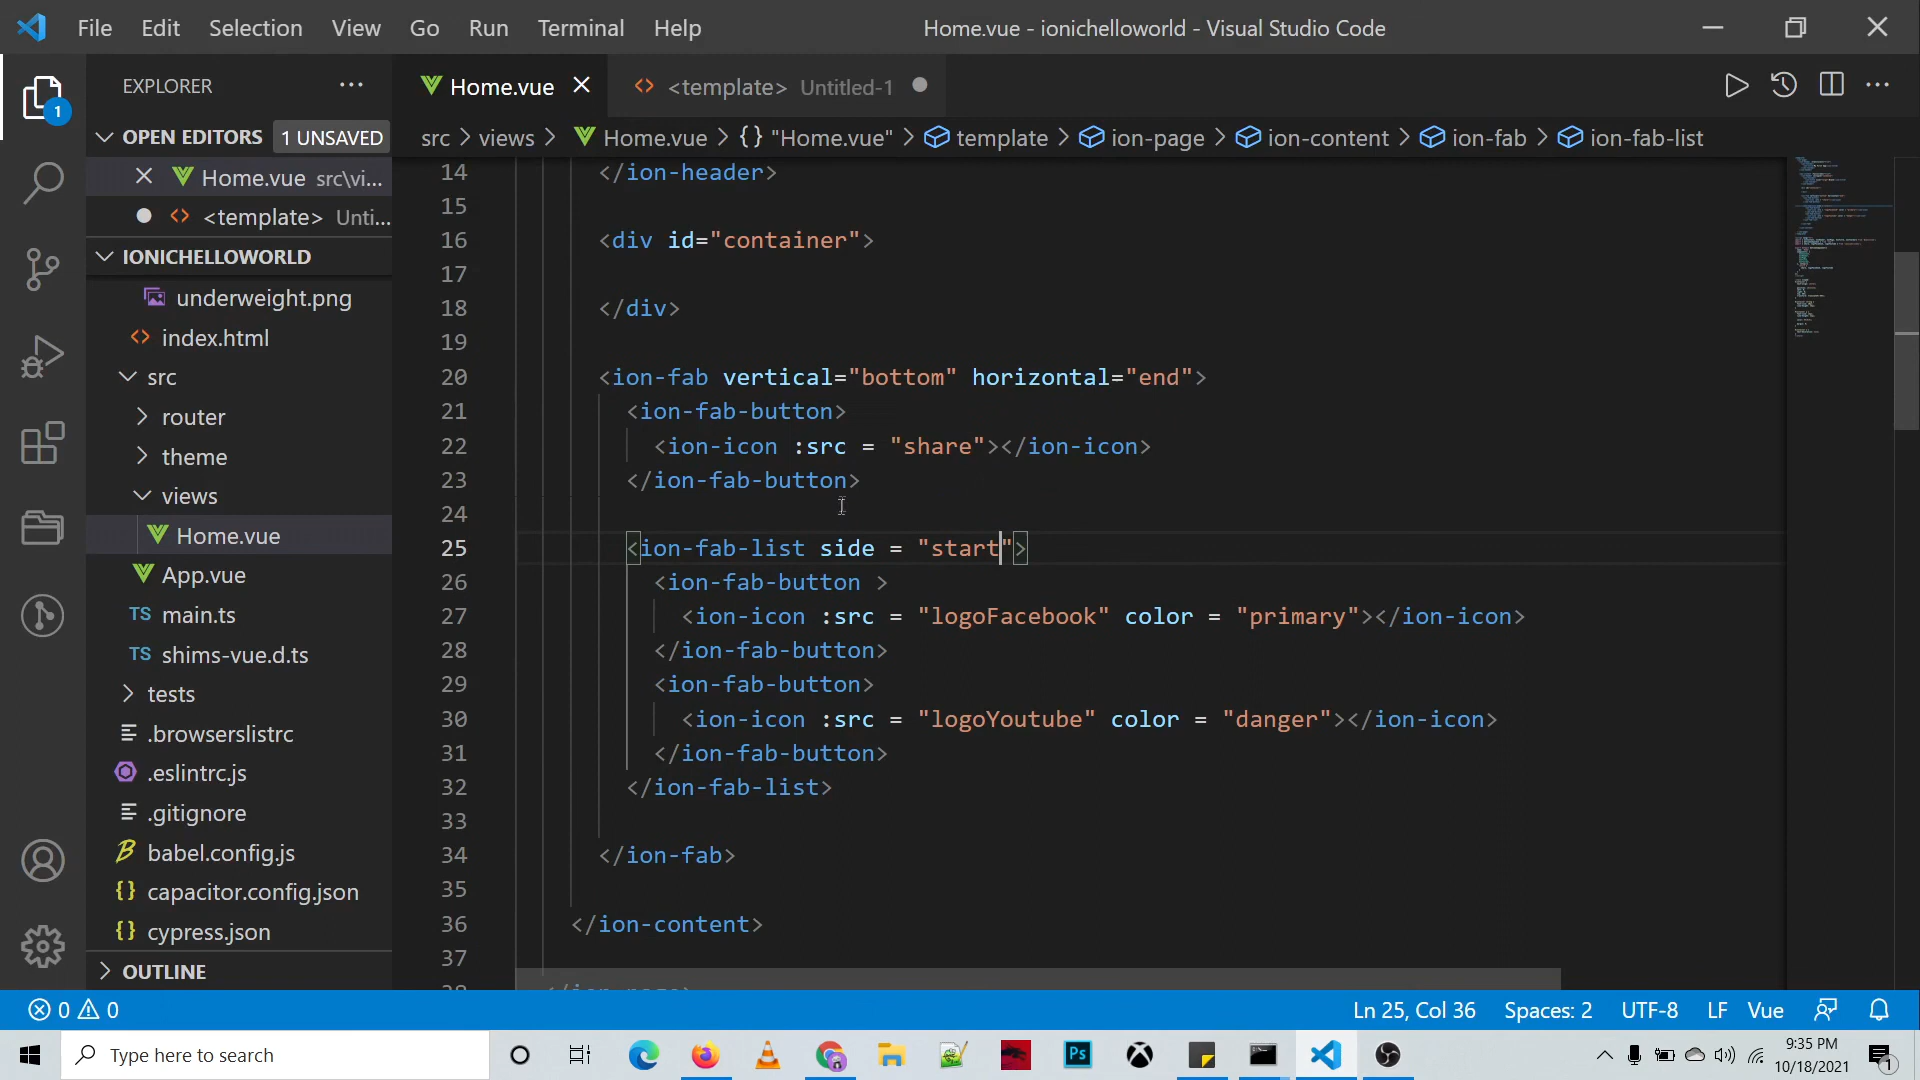 File Edit Selection View Go Run Terminal Help Home.vue - ionichelloworld - Visual Studio Code
EXPLORER
Home.vue
<template> Untitled-1
OPEN EDITORS 1 UNSAVED
src > views > Home.vue > {} "Home.vue" > template > ion-page > ion-content > ion-fab > ion-fab-list
Home.vue src\vi...
<template> Unti...
IONICHELLOWORLD
underweight.png
index.html
src
router
theme
views
Home.vue
App.vue
TS main.ts
TS shims-vue.d.ts
tests
.browserslistrc
.eslintrc.js
.gitignore
babel.config.js
{} capacitor.config.json
{} cypress.json
OUTLINE
1
14 </ion-header>
15
16 <div id="container">
17
18 </div>
19
20 <ion-fab vertical="bottom" horizontal="end">
21 <ion-fab-button>
22 <ion-icon :src = "share"></ion-icon>
23 </ion-fab-button>
24
25 <ion-fab-list side = "start">
26 <ion-fab-button >
27 <ion-icon :src = "logoFacebook" color = "primary"></ion-icon>
28 </ion-fab-button>
29 <ion-fab-button>
30 <ion-icon :src = "logoYoutube" color = "danger"></ion-icon>
31 </ion-fab-button>
32 </ion-fab-list>
33
34 </ion-fab>
35
36 </ion-content>
37
38 </ion-page>
0 0 Ln 25, Col 36 Spaces: 2 UTF-8 LF Vue
Type here to search
Ps
9:35 PM
10/18/2021
1